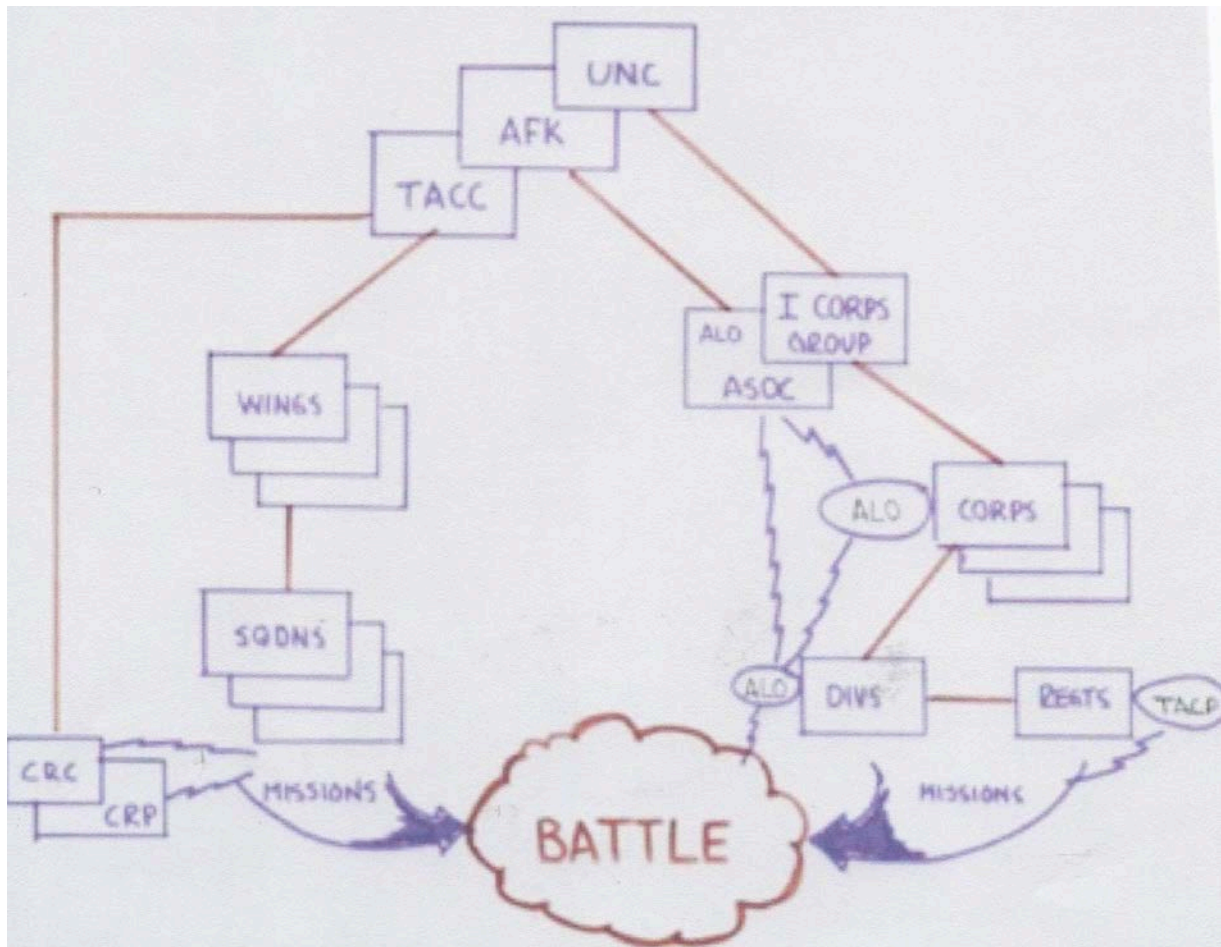 UNC
AFK
TACC
I CORPS
GROUP
ALO
ASOC
WINGS
ALO
CORPS
SQDNS
ALO
DIVS
REGTS
TACP
CRC
CRP
MISSIONS
MISSIONS
BATTLE